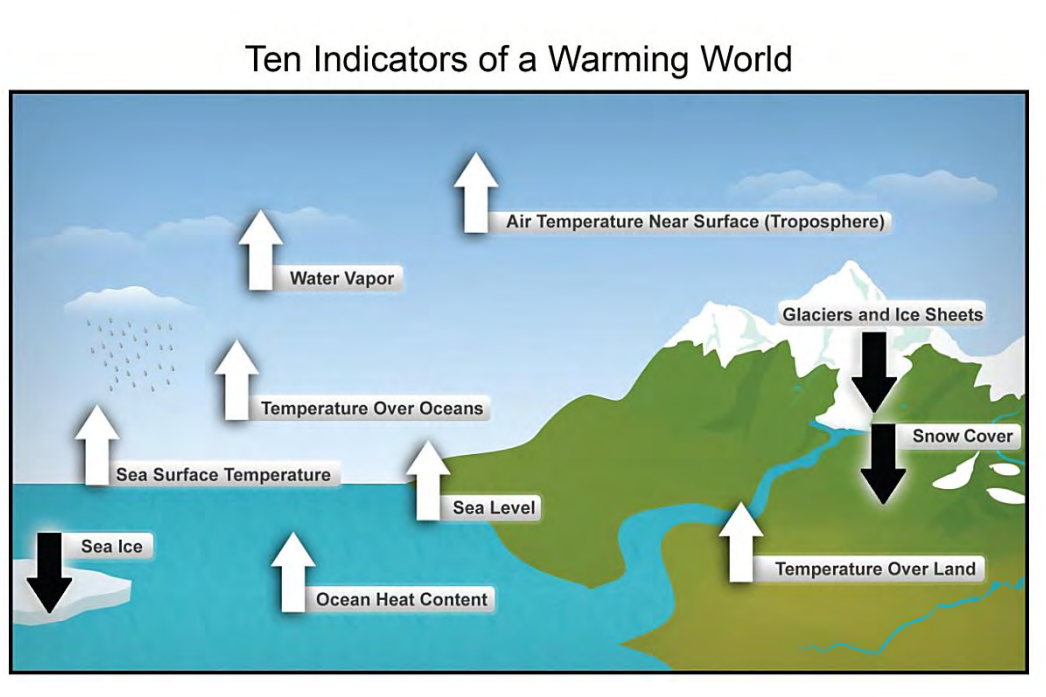 Ten Indicators of a Warming World
Air Temperature Near Surface (Troposphere)
Water Vapor
Glaciers and Ice Sheets
Temperature Over Oceans
Snow Cover
Sea Surface Temperature
Sea Level
Sea Ice
Temperature Over Land
Ocean Heat Content